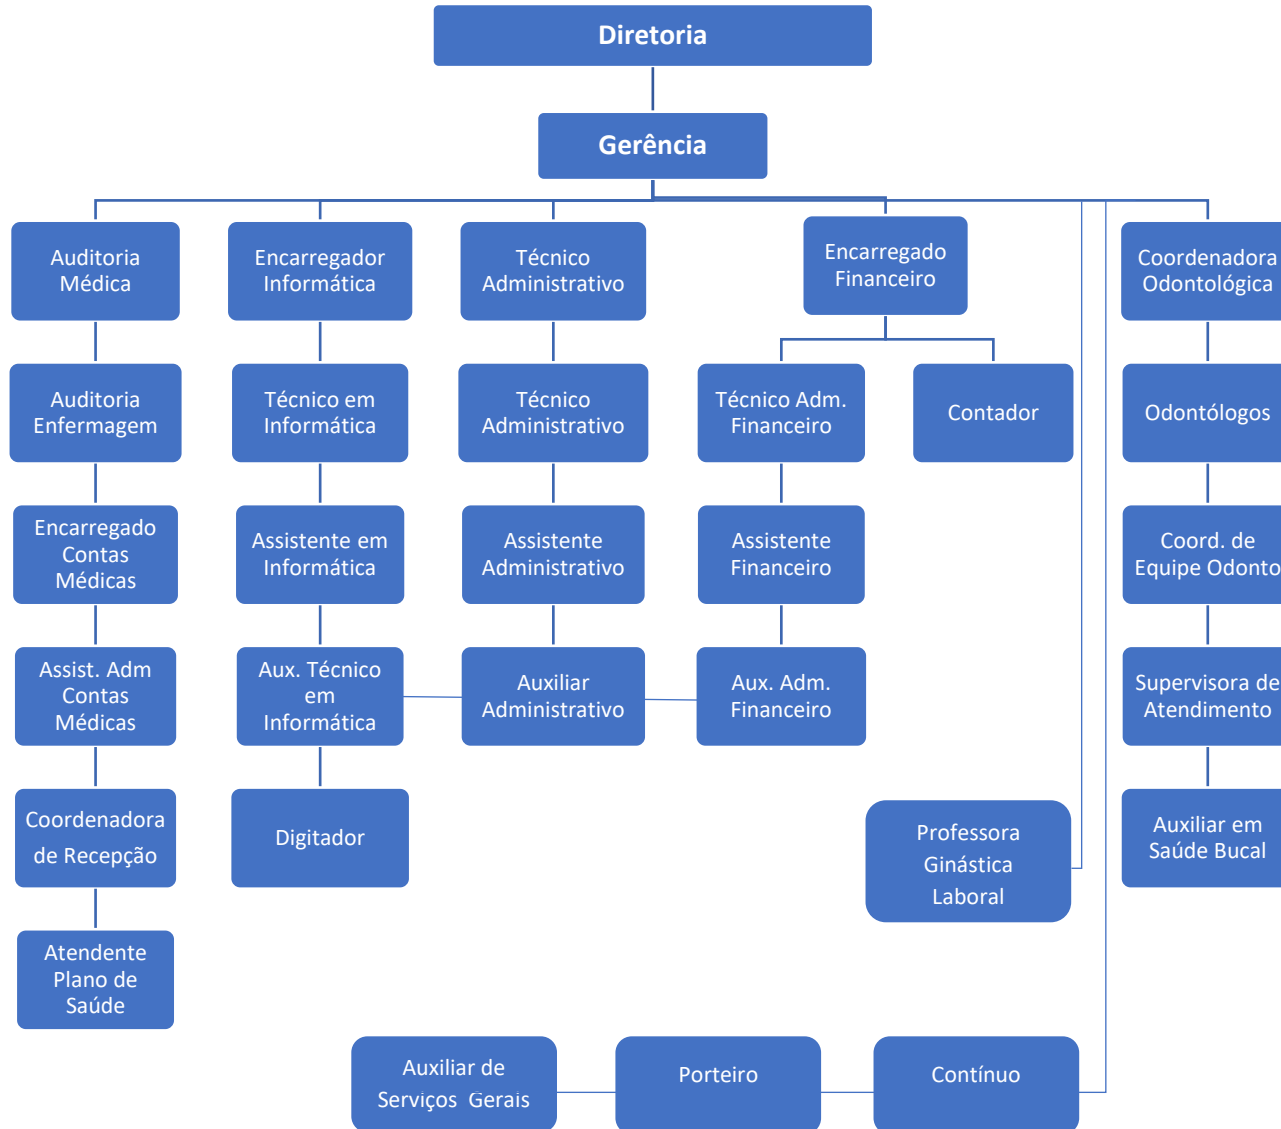 Diretoria
Gerência
Auditoria
Médica
Encarregador
Informática
Técnico
Administrativo
Encarregado
Financeiro
Coordenadora
Odontológica
Auditoria
Enfermagem
Técnico em
Informática
Técnico
Administrativo
Técnico Adm.
Financeiro
Contador
Odontólogos
Encarregado
Contas
Médicas
Assistente em
Informática
Assistente
Administrativo
Assistente
Financeiro
Coord. de
Equipe Odonto
Assist. Adm
Contas
Médicas
Aux. Técnico
em
Informática
Auxiliar
Administrativo
Aux. Adm.
Financeiro
Supervisora de
Atendimento
Coordenadora
de Recepção
Digitador
Professora
Ginástica
Laboral
Auxiliar em
Saúde Bucal
Atendente
Plano de
Saúde
Auxiliar de
Serviços Gerais
Porteiro
Contínuo